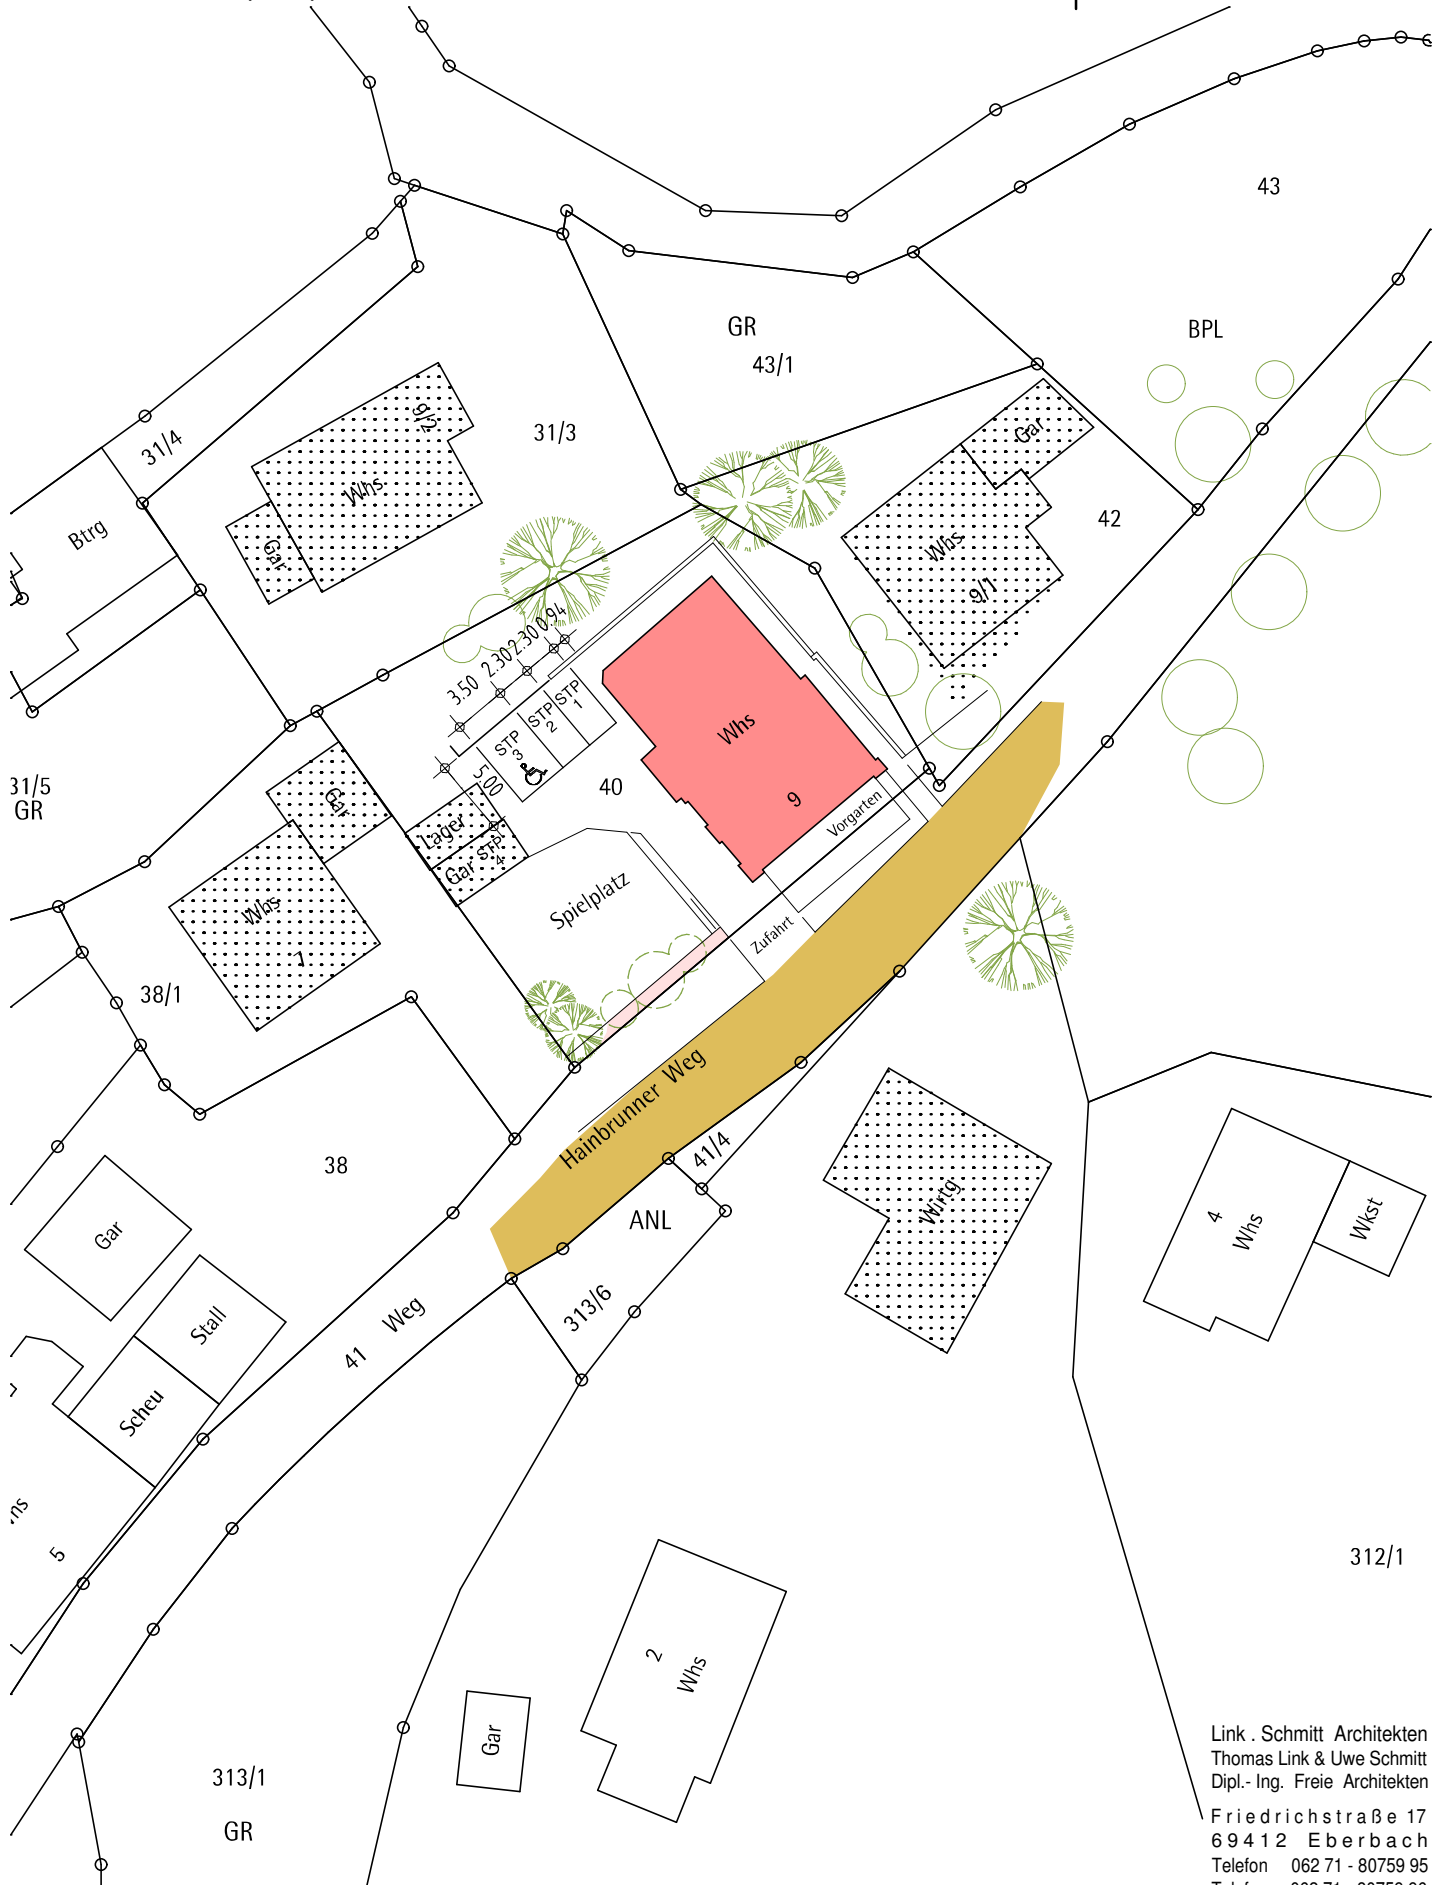 43
GR
43/1
BPL
31/4
31/3
9/2
Whs
Gar
Btrg
Gar
42
Whs
9/1
3.50
2.30
2.30
0.94
STP
1
STP
2
STP
3
5.00
40
Whs
9
Vorgarten
31/5
GR
Gar
Lager
Gar
STP
4
Spielplatz
Zufahrt
Whs
38/1
Hainbrunner Weg
38
41/4
ANL
313/6
Wirtg
4
Whs
Wkst
Gar
Stall
Scheu
41
Weg
5
312/1
2
Whs
Gar
313/1
GR
Link . Schmitt Architekten
Thomas Link & Uwe Schmitt
Dipl.- Ing. Freie Architekten
Friedrichstraße 17
69412 Eberbach
Telefon 062 71 - 80759 95